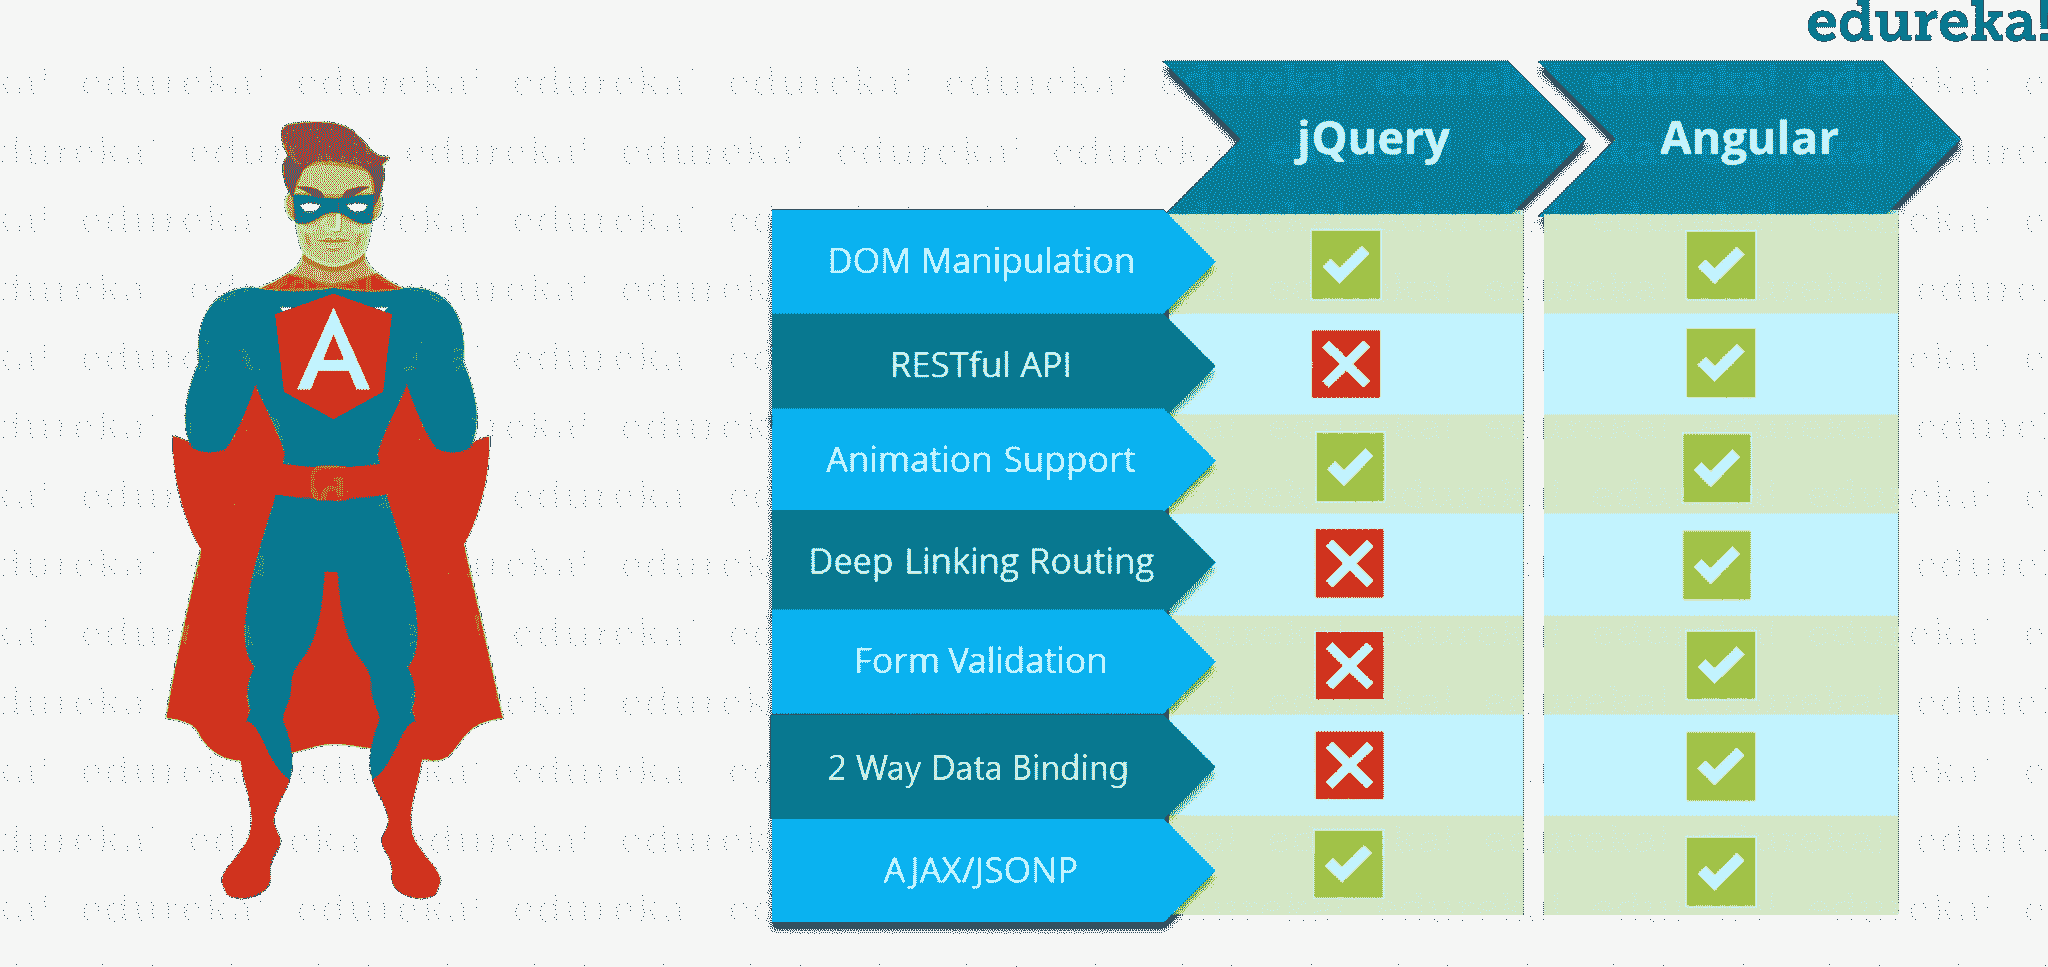 edureka!
jQuery Angular
DOM Manipulation
RESTful API
Animation Support
Deep Linking Routing
Form Validation
2 Way Data Binding
AJAX/JSONP
A